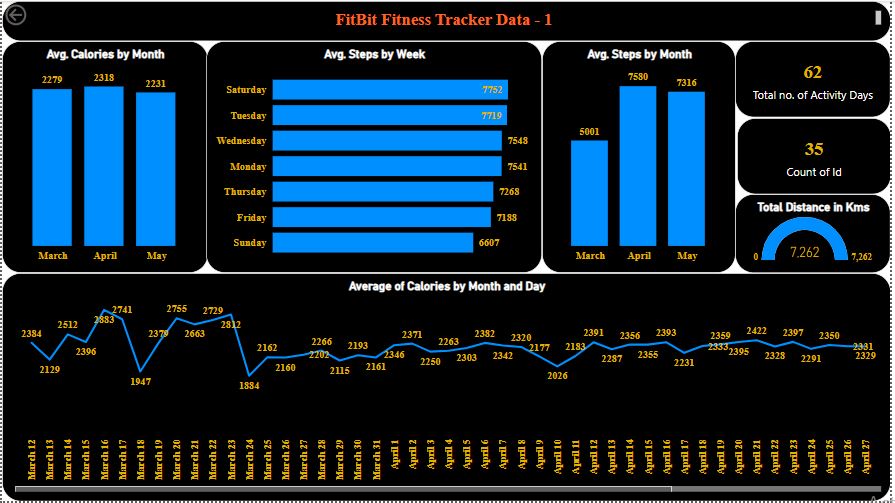 FitBit Fitness Tracker Data - 1
Avg. Calories by Month
2279
2318
2231
March
April
May
Avg. Steps by Week
Saturday 7752
Tuesday 7719
Wednesday 7548
Monday 7541
Thursday 7268
Friday 7188
Sunday 6607
Avg. Steps by Month
5001
7580
7316
March
April
May
62
Total no. of Activity Days
35
Count of Id
Total Distance in Kms
7,262
0
7,262
Average of Calories by Month and Day
2384
2129
2512
2396
2883
2741
1947
2379
2755
2663
2729
2812
1884
2162
2160
2202
2266
2115
2193
2161
2346
2371
2250
2263
2303
2382
2342
2320
2177
2026
2183
2391
2287
2356
2355
2393
2231
2333
2359
2395
2422
2328
2397
2291
2350
2331
2329
March 12
March 13
March 14
March 15
March 16
March 17
March 18
March 19
March 20
March 21
March 22
March 23
March 24
March 25
March 26
March 27
March 28
March 29
March 30
March 31
April 1
April 2
April 3
April 4
April 5
April 6
April 7
April 8
April 9
April 10
April 11
April 12
April 13
April 14
April 15
April 16
April 17
April 18
April 19
April 20
April 21
April 22
April 23
April 24
April 25
April 26
April 27